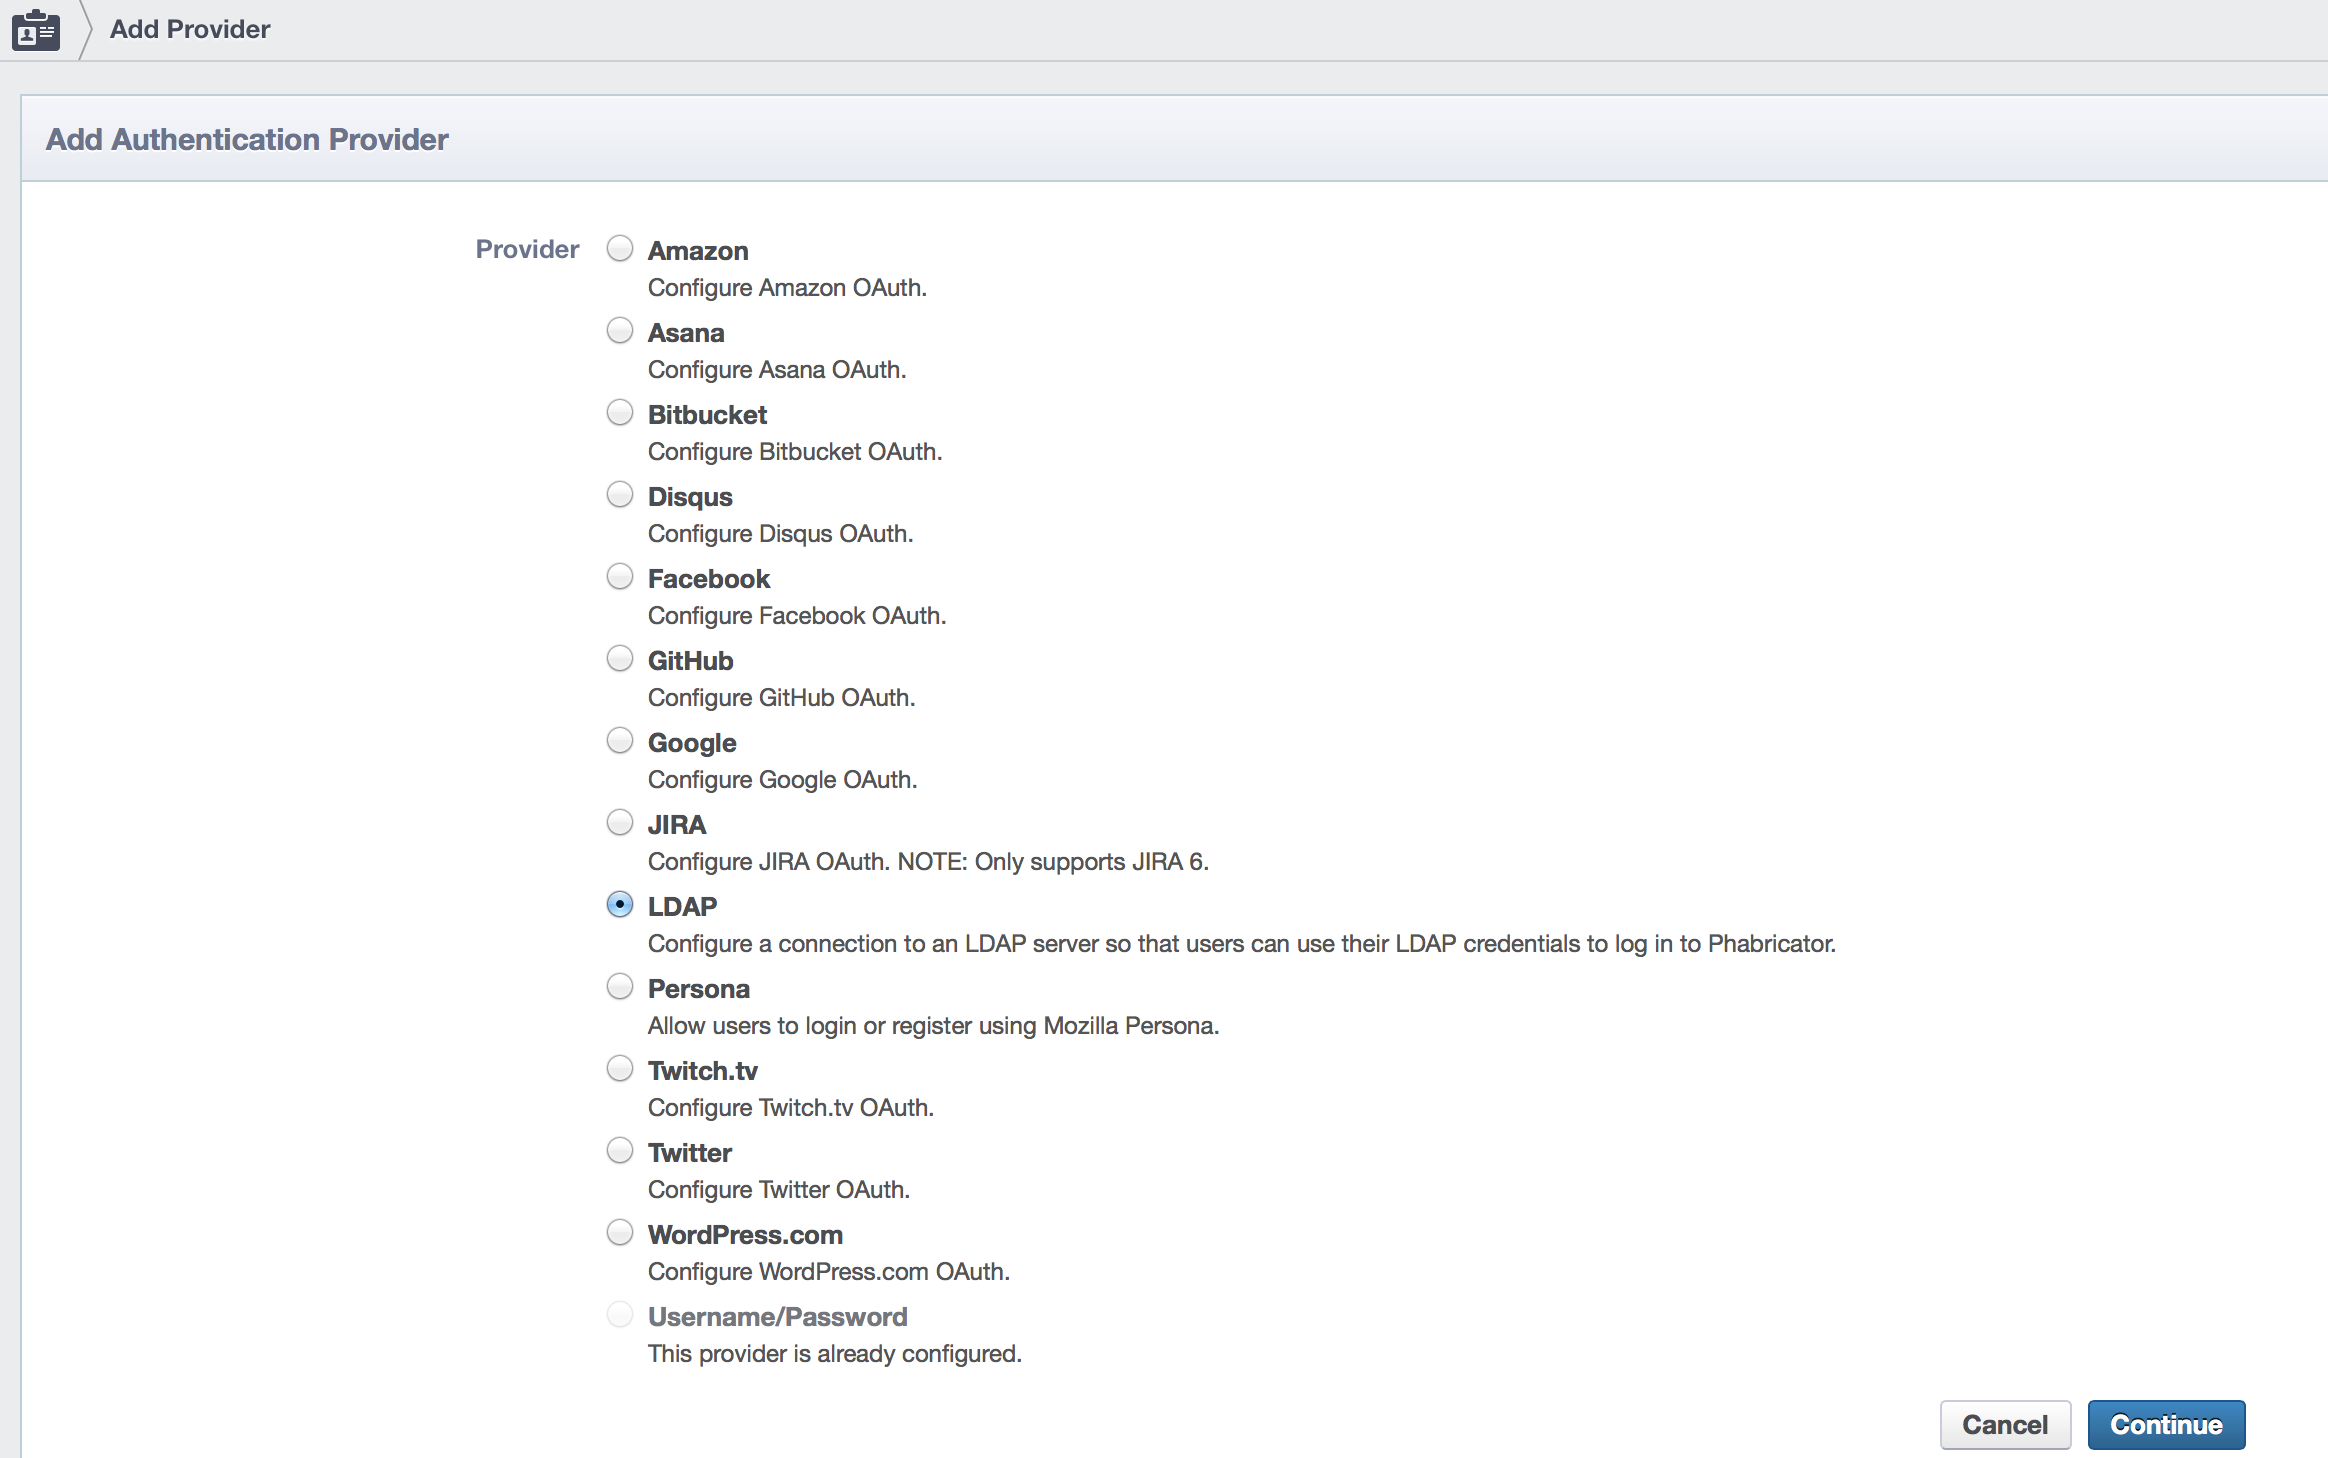 Add Provider
Add Authentication Provider
Provider
Amazon
Configure Amazon OAuth.
Asana
Configure Asana OAuth.
Bitbucket
Configure Bitbucket OAuth.
Disqus
Configure Disqus OAuth.
Facebook
Configure Facebook OAuth.
GitHub
Configure GitHub OAuth.
Google
Configure Google OAuth.
JIRA
Configure JIRA OAuth. NOTE: Only supports JIRA 6.
LDAP
Configure a connection to an LDAP server so that users can use their LDAP credentials to log in to Phabricator.
Persona
Allow users to login or register using Mozilla Persona.
Twitch.tv
Configure Twitch.tv OAuth.
Twitter
Configure Twitter OAuth.
WordPress.com
Configure WordPress.com OAuth.
Username/Password
This provider is already configured.
Cancel
Continue